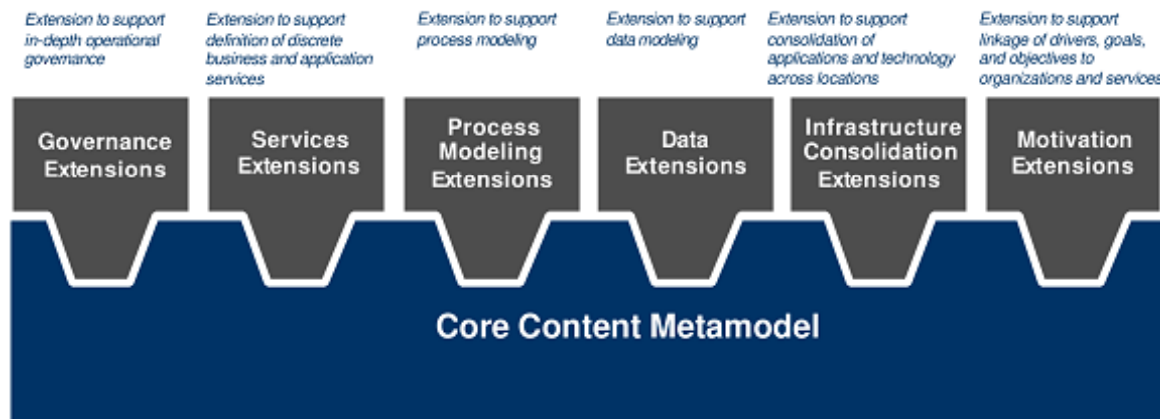 Extension to support
in-depth operational
governance
Extension to support
definition of discrete
business and application
services
Extension to support
process modeling
Extension to support
data modeling
Extension to support
consolidation of
applications and technology
across locations
Extension to support
linkage of drivers, goals,
and objectives to
organizations and services
Governance
Extensions
Services
Extensions
Process
Modeling
Extensions
Data
Extensions
Infrastructure
Consolidation
Extensions
Motivation
Extensions
Core Content Metamodel